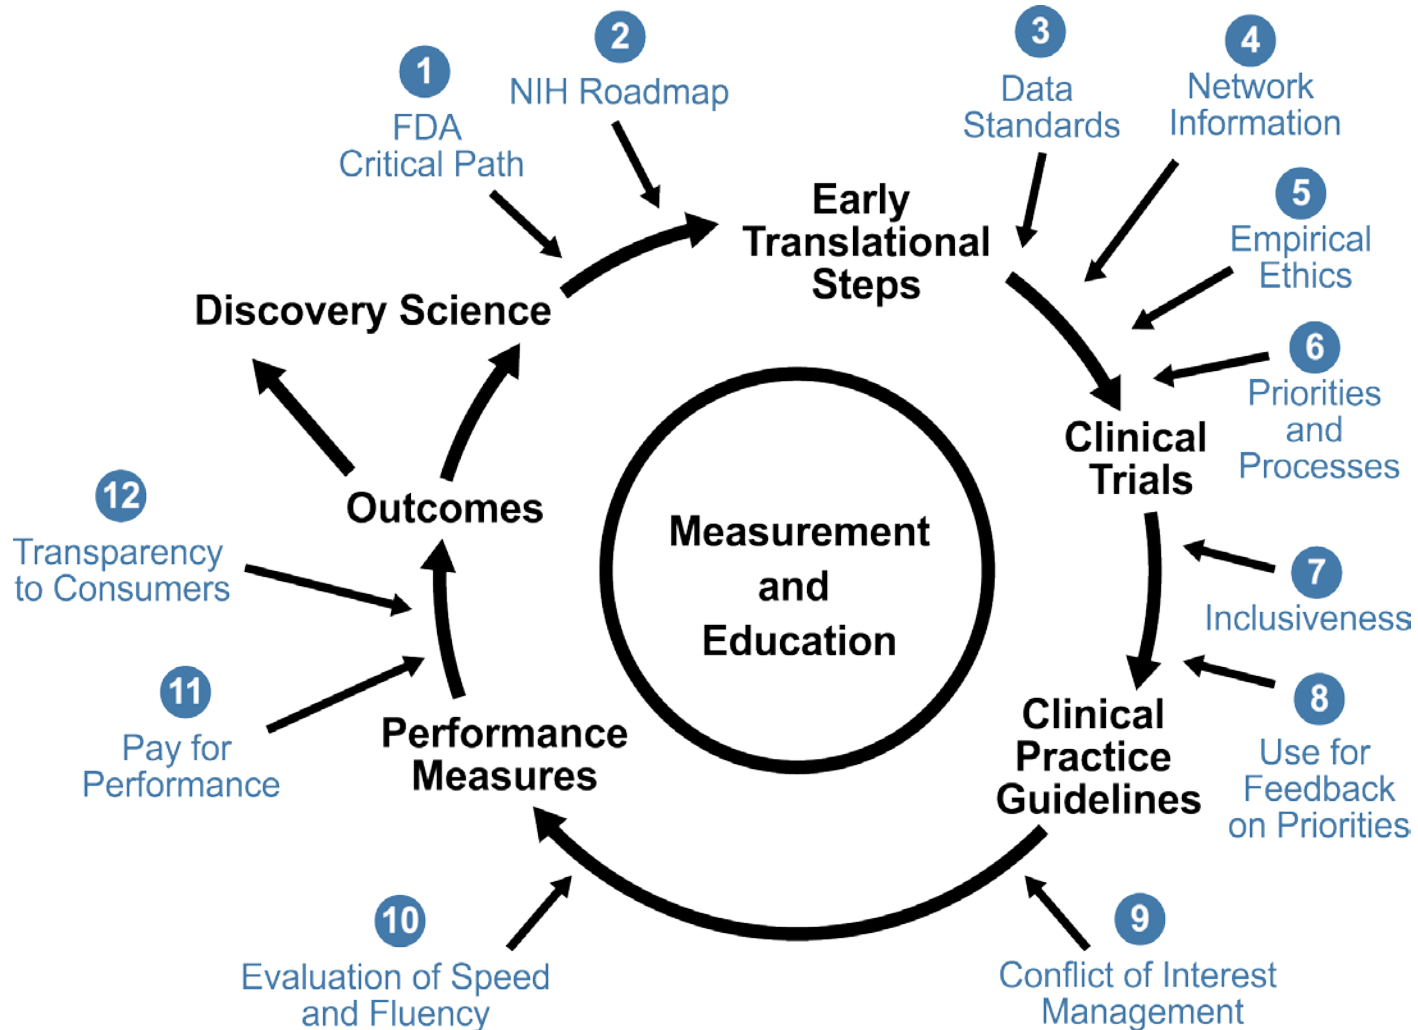 1
FDA
Critical Path
2
NIH Roadmap
3
Data
Standards
4
Network
Information
5
Empirical
Ethics
6
Priorities
and
Processes
7
Inclusiveness
8
Use for
Feedback
on Priorities
9
Conflict of Interest
Management
10
Evaluation of Speed
and Fluency
11
Pay for
Performance
12
Transparency
to Consumers
Early
Translational
Steps
Clinical
Trials
Clinical
Practice
Guidelines
Performance
Measures
Outcomes
Discovery Science
Measurement
and
Education